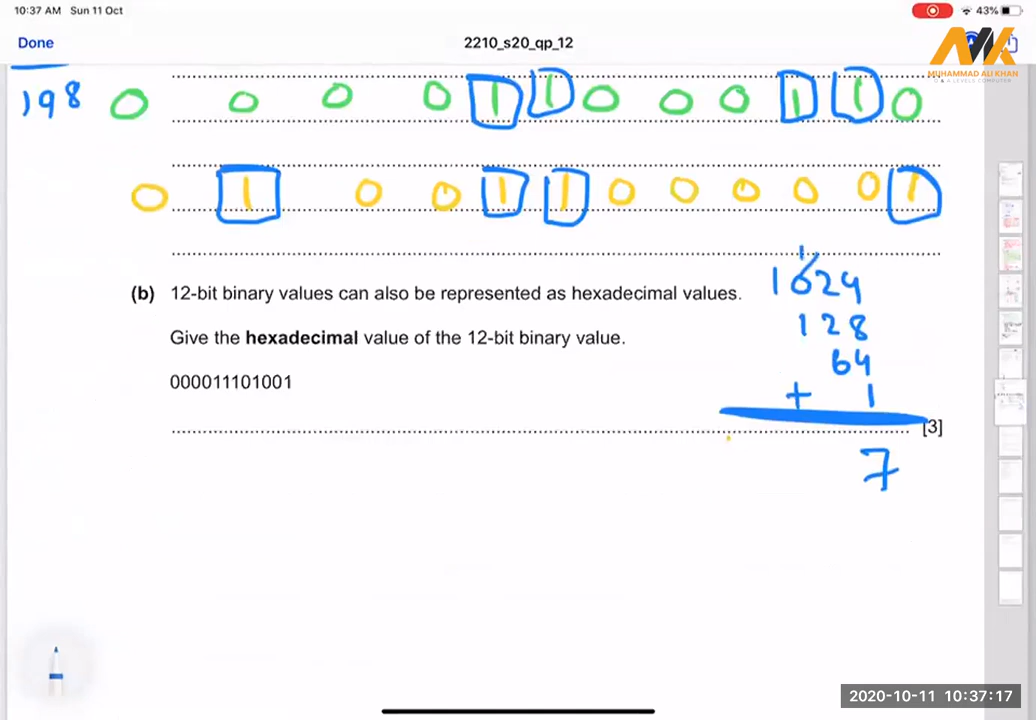 10:37 AM Sun 11 Oct
43%
Done
2210_s20_qp_12
MUHAMMAD ALI KHAN
O & A LEVELS COMPUTER
198 0 0 0 0 1 1 0 0 0 1 1 0
0 1 0 0 1 1 0 0 0 0 0 1
(b) 12-bit binary values can also be represented as hexadecimal values.
Give the hexadecimal value of the 12-bit binary value.
000011101001
[3]
1
1024
128
64
+ 1
7
2020-10-11 10:37:17